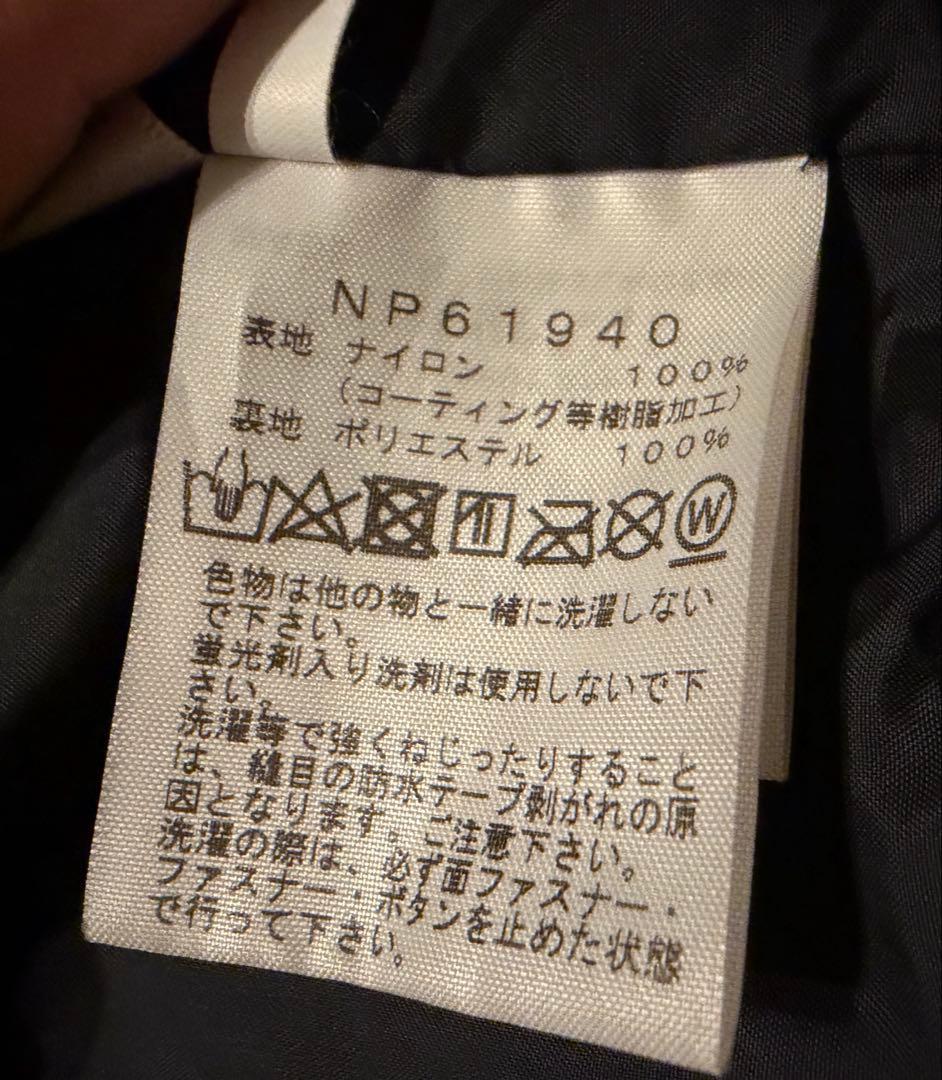 NP61940
表地 ナイロン 100%
(コーティング等樹脂加工)
裏地 ポリエステル 100%
W
色物は他の物と一緒に洗濯しない
で下さい。
蛍光剤入り洗剤は使用しないで下
さい。
洗濯等で強くねじったりすること
は、縫目の防水テープ剥がれの原
因となります。ご注意下さい。
洗濯の際は、必ず面ファスナー・
ファスナー・ボタンを止めた状態
で行って下さい。